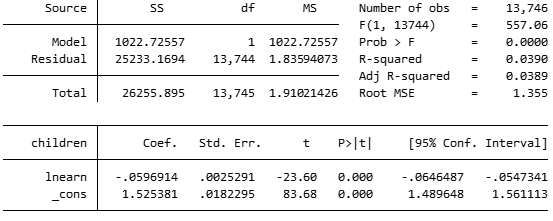 Source SS df MS Number of obs = 13,746
F(1, 13744) = 557.06
Model 1022.72557 1 1022.72557 Prob > F = 0.0000
Residual 25233.1694 13,744 1.83594073 R-squared = 0.0390
Adj R-squared = 0.0389
Total 26255.895 13,745 1.91021426 Root MSE = 1.355
children Coef. Std. Err. t P>|t| [95% Conf. Interval]
lnearn -.0596914 .0025291 -23.60 0.000 -.0646487 -.0547341
_cons 1.525381 .0182295 83.68 0.000 1.489648 1.561113